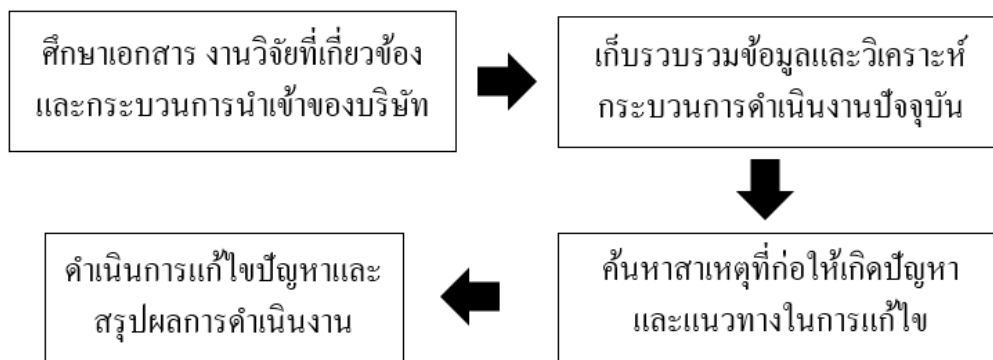 ศึกษาเอกสาร งานวิจัยที่เกี่ยวข้อง
และกระบวนการนำเข้าของบริษัท
เก็บรวบรวมข้อมูลและวิเคราะห์
กระบวนการดำเนินงานปัจจุบัน
ค้นหาสาเหตุที่ก่อให้เกิดปัญหา
และแนวทางในการแก้ไข
ดำเนินการแก้ไขปัญหาและ
สรุปผลการดำเนินงาน